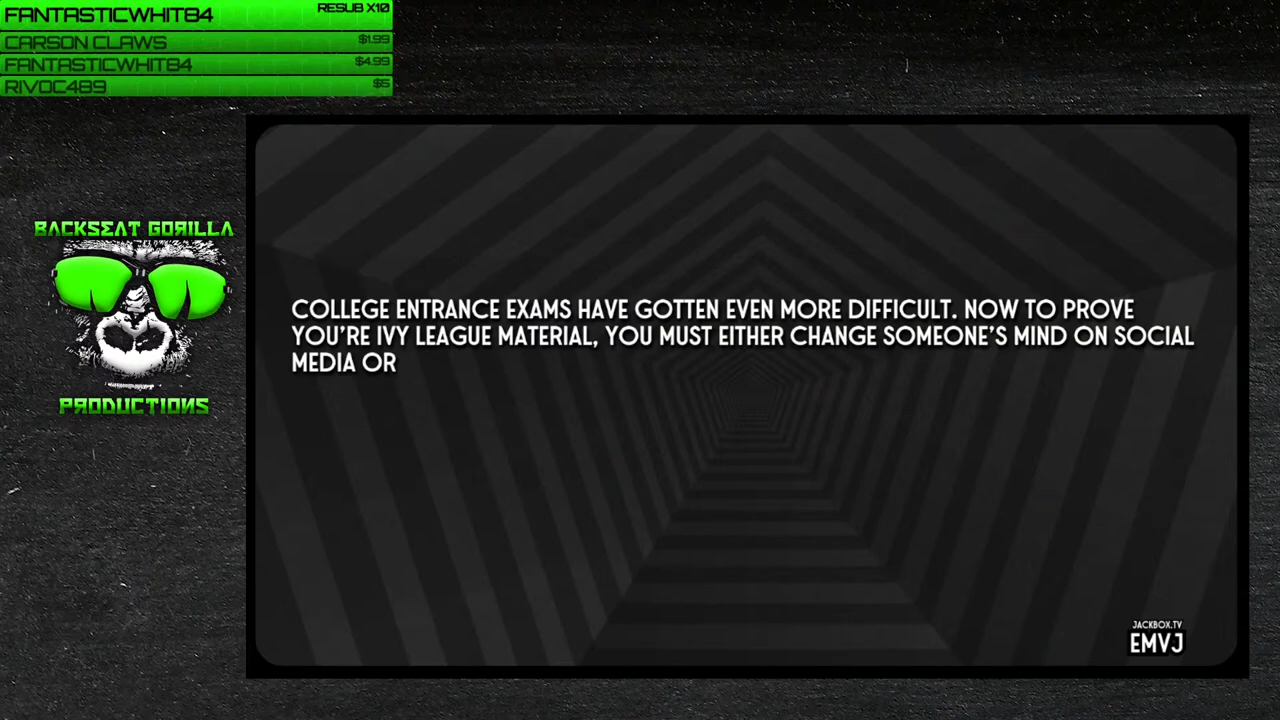 FANTASTICWHIT84 RESUB X10
CARSON CLAWS $1.99
FANTASTICWHIT84 $4.99
RIVOC489 $5
BACKSEAT GORILLA
PRODUCTIONS
COLLEGE ENTRANCE EXAMS HAVE GOTTEN EVEN MORE DIFFICULT. NOW TO PROVE
YOU'RE IVY LEAGUE MATERIAL, YOU MUST EITHER CHANGE SOMEONE'S MIND ON SOCIAL
MEDIA OR
JACKBOX.TV
EMVJ